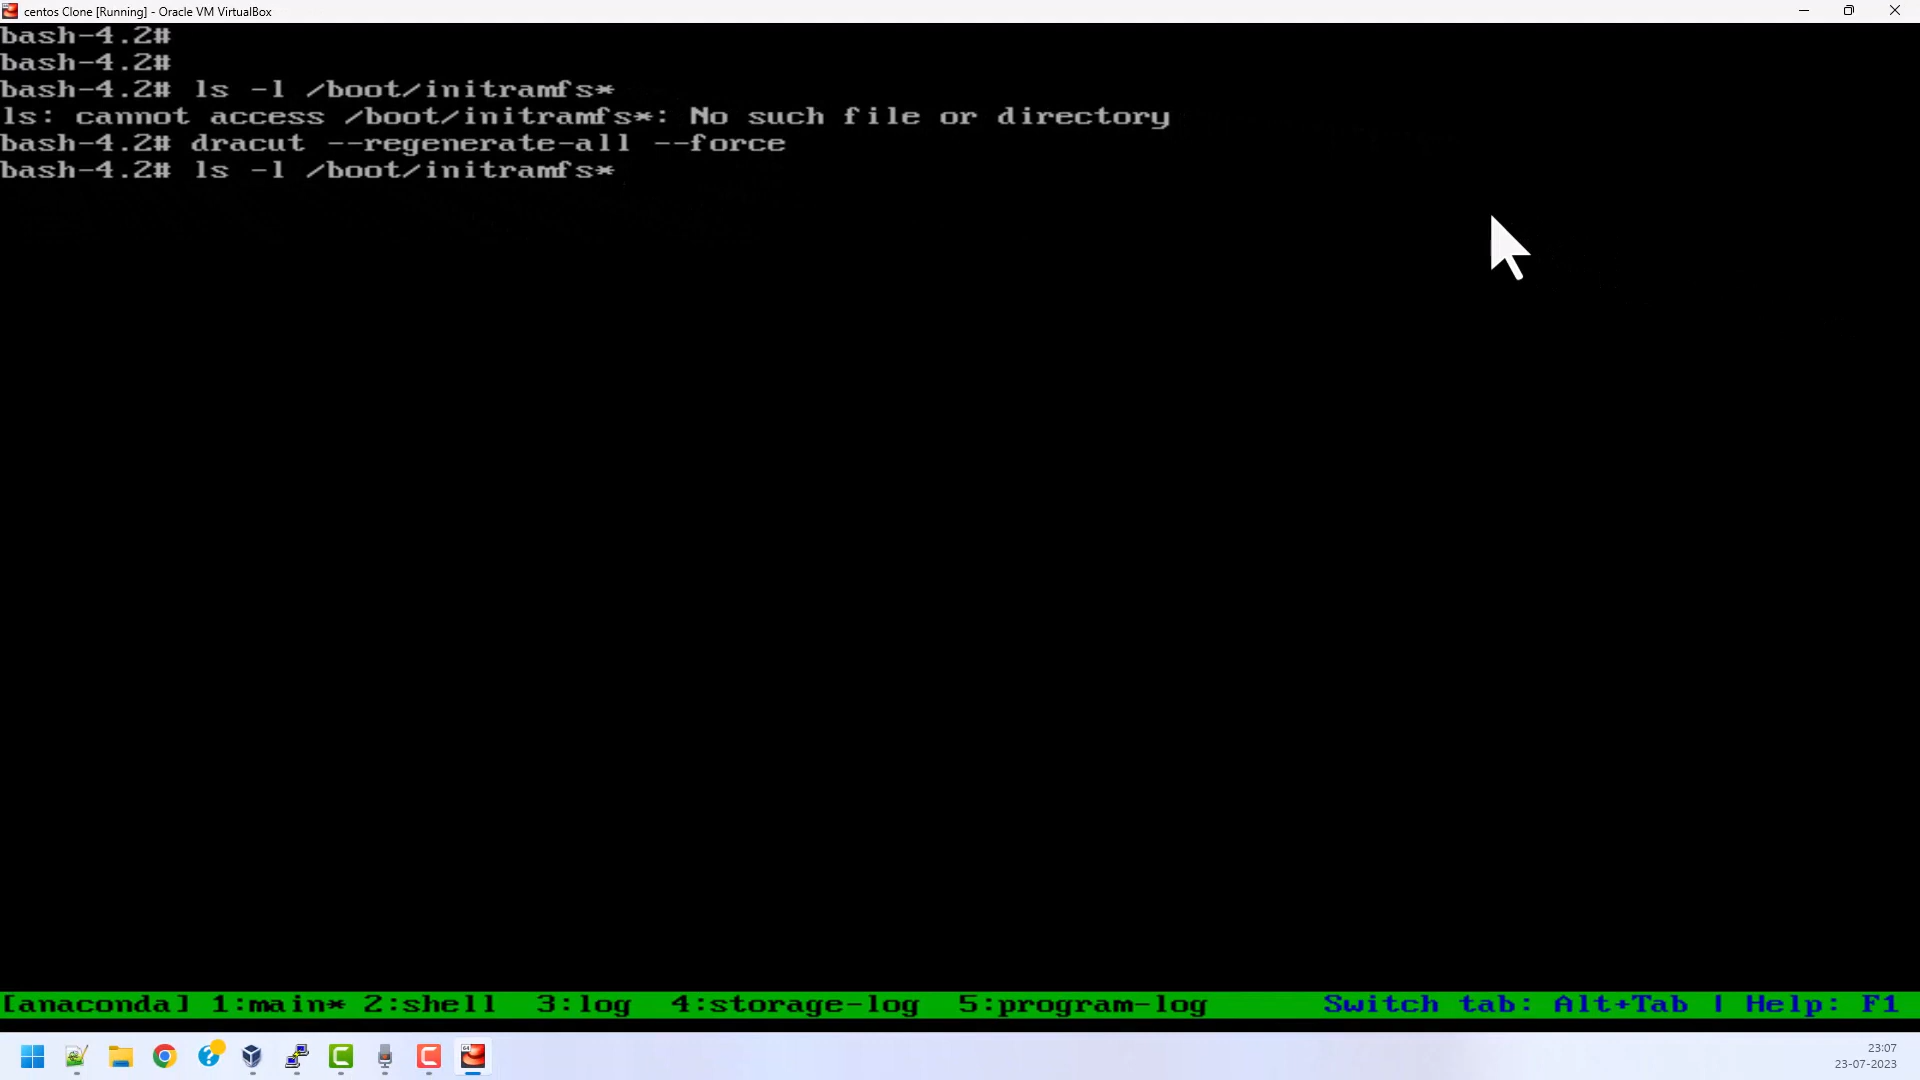 centos Clone [Running] - Oracle VM VirtualBox
bash-4.2#
bash-4.2#
bash-4.2# ls -l /boot/initramfs*
ls: cannot access /boot/initramfs*: No such file or directory
bash-4.2# dracut --regenerate-all --force
bash-4.2# ls -l /boot/initramfs*
[anaconda] 1:main* 2:shell  3:log  4:storage-log  5:program-log Switch tab: Alt+Tab | Help: F1
23:07
23-07-2023